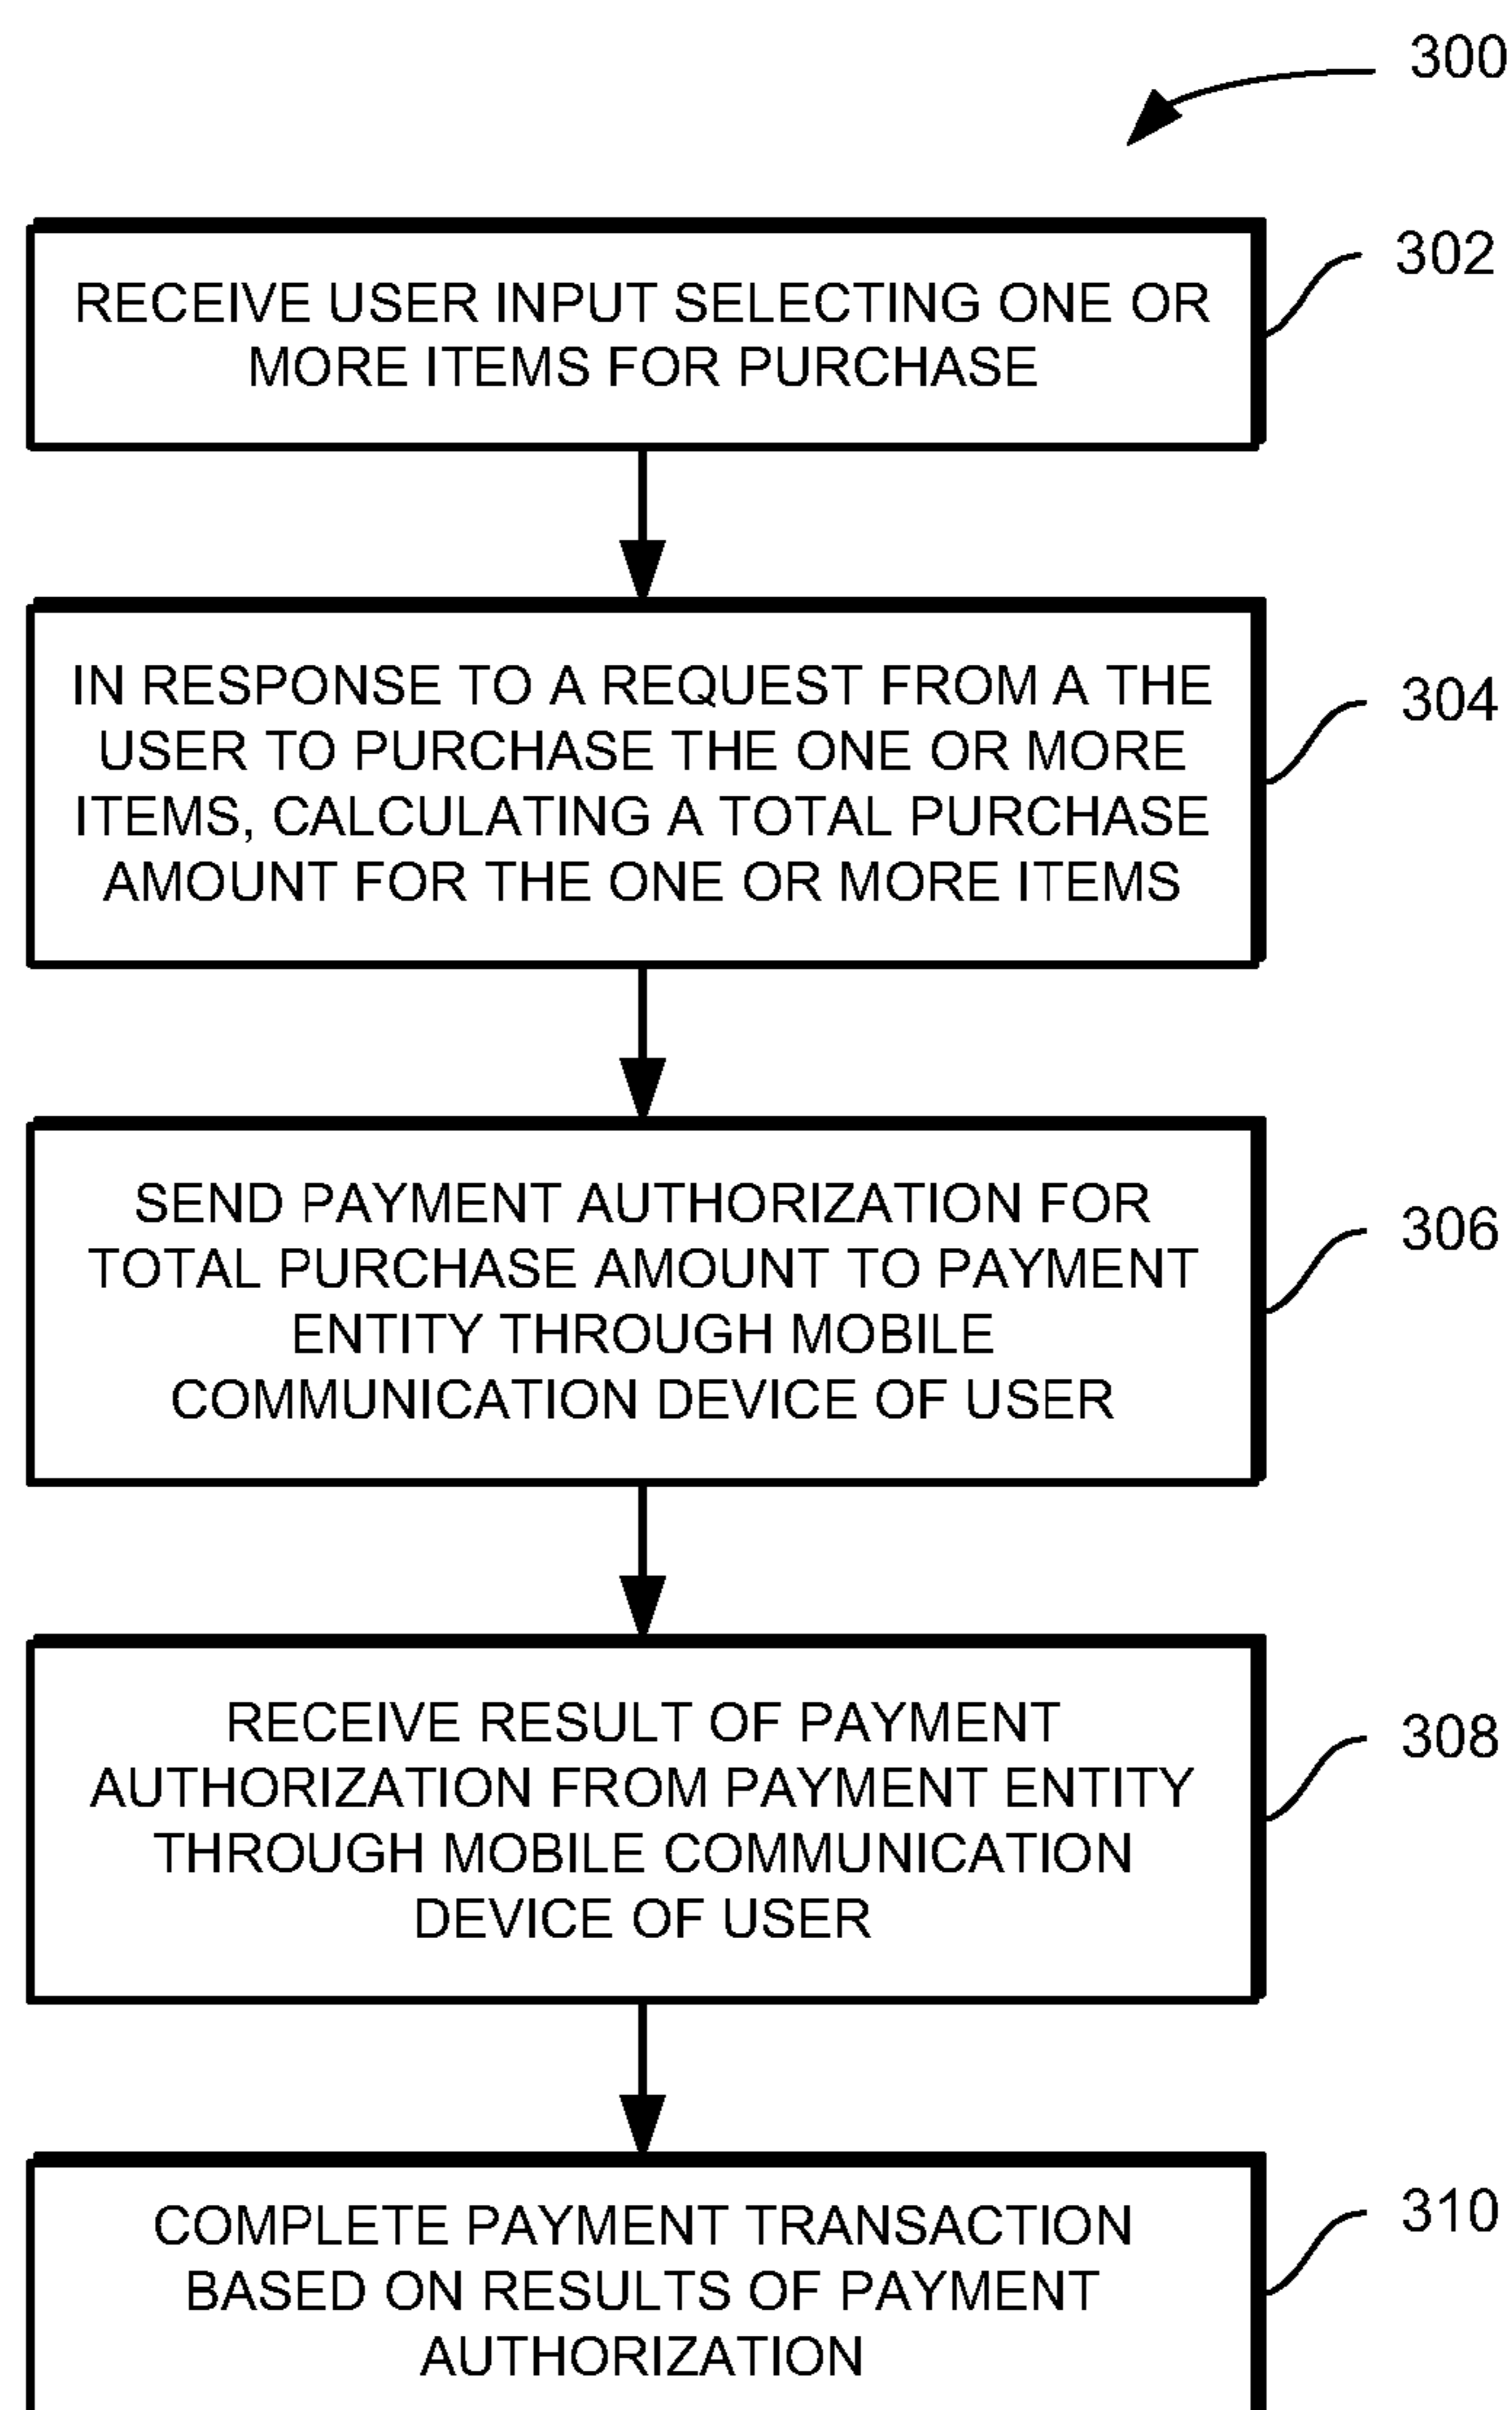 300
302
RECEIVE USER INPUT SELECTING ONE OR
MORE ITEMS FOR PURCHASE
304
IN RESPONSE TO A REQUEST FROM A THE
USER TO PURCHASE THE ONE OR MORE
ITEMS, CALCULATING A TOTAL PURCHASE
AMOUNT FOR THE ONE OR MORE ITEMS
306
SEND PAYMENT AUTHORIZATION FOR
TOTAL PURCHASE AMOUNT TO PAYMENT
ENTITY THROUGH MOBILE
COMMUNICATION DEVICE OF USER
308
RECEIVE RESULT OF PAYMENT
AUTHORIZATION FROM PAYMENT ENTITY
THROUGH MOBILE COMMUNICATION
DEVICE OF USER
310
COMPLETE PAYMENT TRANSACTION
BASED ON RESULTS OF PAYMENT
AUTHORIZATION